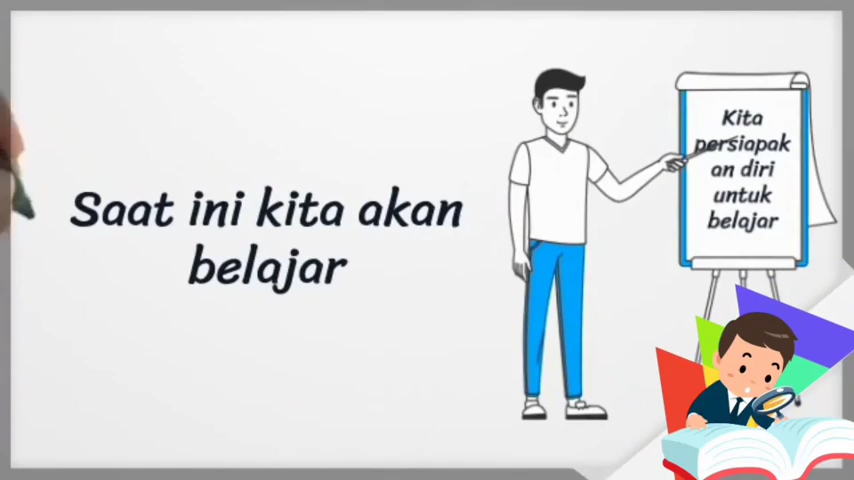 Saat ini kita akan
belajar
Kita
persiapak
an diri
untuk
belajar